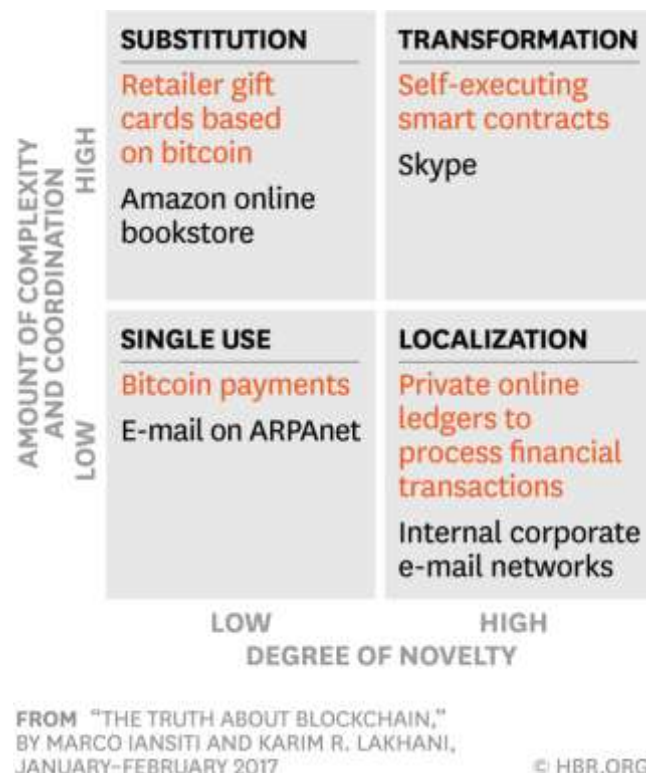 AMOUNT OF COMPLEXITY
AND COORDINATION
HIGH
LOW
SUBSTITUTION
Retailer gift
cards based
on bitcoin
Amazon online
bookstore
TRANSFORMATION
Self-executing
smart contracts
Skype
SINGLE USE
Bitcoin payments
E-mail on ARPAnet
LOCALIZATION
Private online
ledgers to
process financial
transactions
Internal corporate
e-mail networks
LOW
HIGH
DEGREE OF NOVELTY
FROM "THE TRUTH ABOUT BLOCKCHAIN,"
BY MARCO IANSITI AND KARIM R. LAKHANI,
JANUARY–FEBRUARY 2017
© HBR.ORG